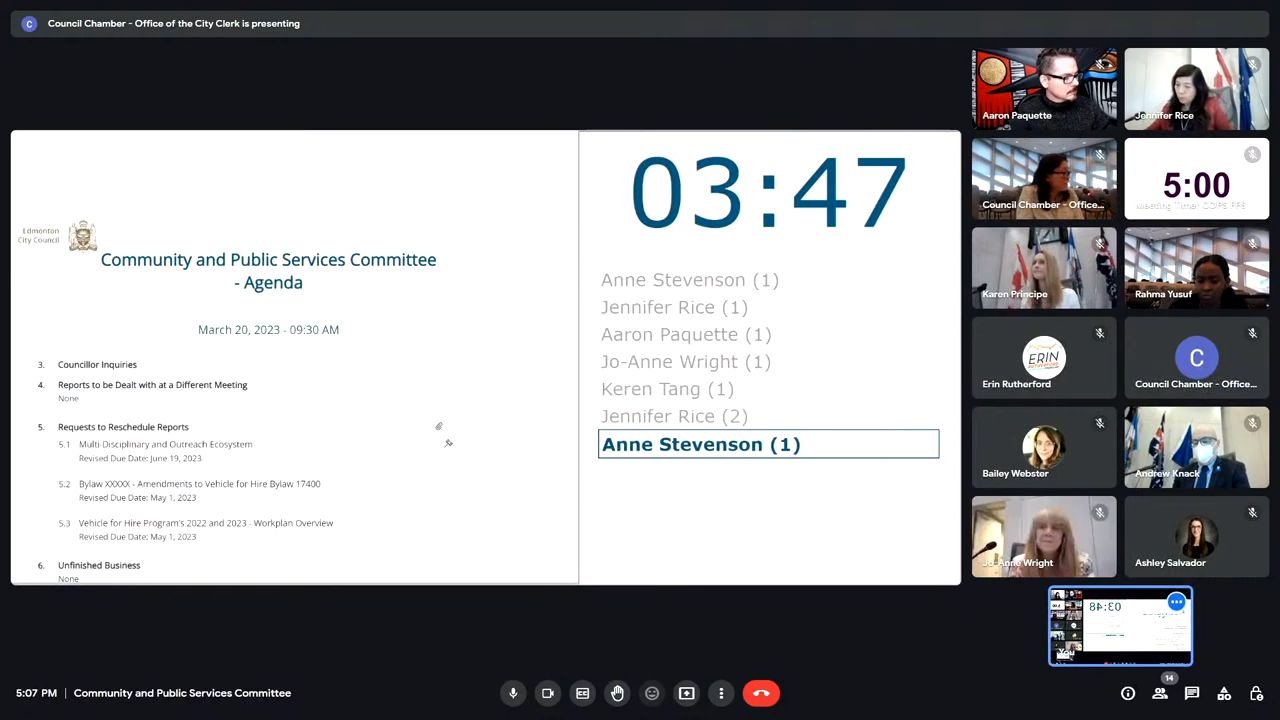 C
Council Chamber - Office of the City Clerk is presenting
Edmonton
City Council
Community and Public Services Committee
- Agenda
March 20, 2023 - 09:30 AM
3. Councillor Inquiries
4. Reports to be Dealt with at a Different Meeting
None
5. Requests to Reschedule Reports
5.1 Multi-Disciplinary and Outreach Ecosystem
Revised Due Date: June 19, 2023
5.2 Bylaw XXXXX - Amendments to Vehicle for Hire Bylaw 17400
Revised Due Date: May 1, 2023
5.3 Vehicle for Hire Program's 2022 and 2023 - Workplan Overview
Revised Due Date: May 1, 2023
6. Unfinished Business
None
03:47
Anne Stevenson (1)
Jennifer Rice (1)
Aaron Paquette (1)
Jo-Anne Wright (1)
Keren Tang (1)
Jennifer Rice (2)
Anne Stevenson (1)
Aaron Paquette
Jennifer Rice
Council Chamber - Office...
5:00
Meeting Timer
Karen Principe
Rahma Yusuf
ERIN
RUTHERFORD
Erin Rutherford
C
Council Chamber - Office...
Bailey Webster
Andrew Knack
Jo-Anne Wright
Ashley Salvador
03:48
You
5:07 PM | Community and Public Services Committee
14